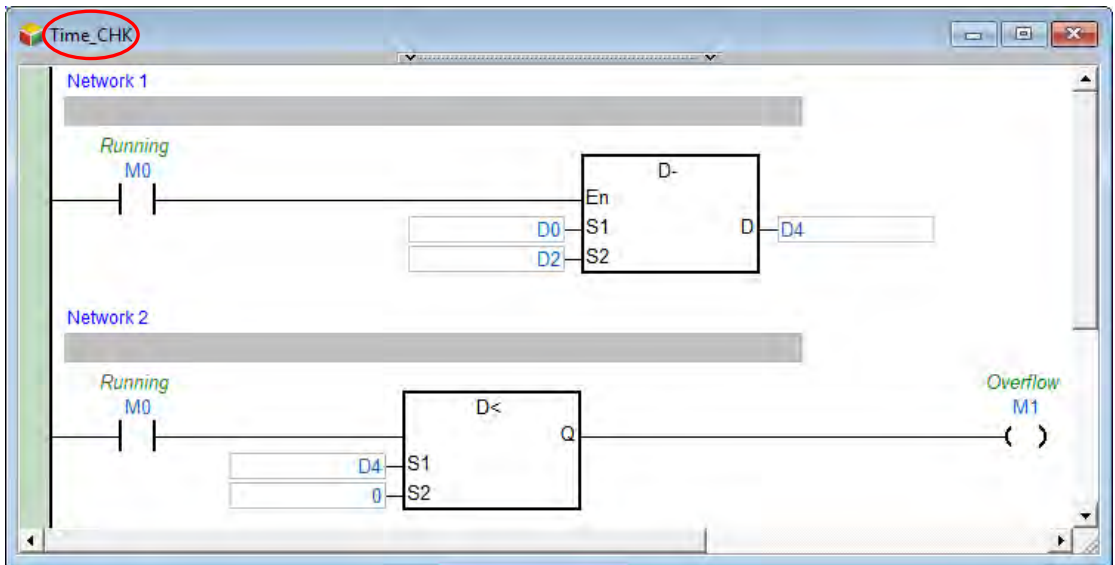 Time_CHK
Network 1
Running
M0
D-
En
D0 S1 D D4
D2 S2
Network 2
Running Overflow
M0 D< M1
Q
D4 S1
0 S2